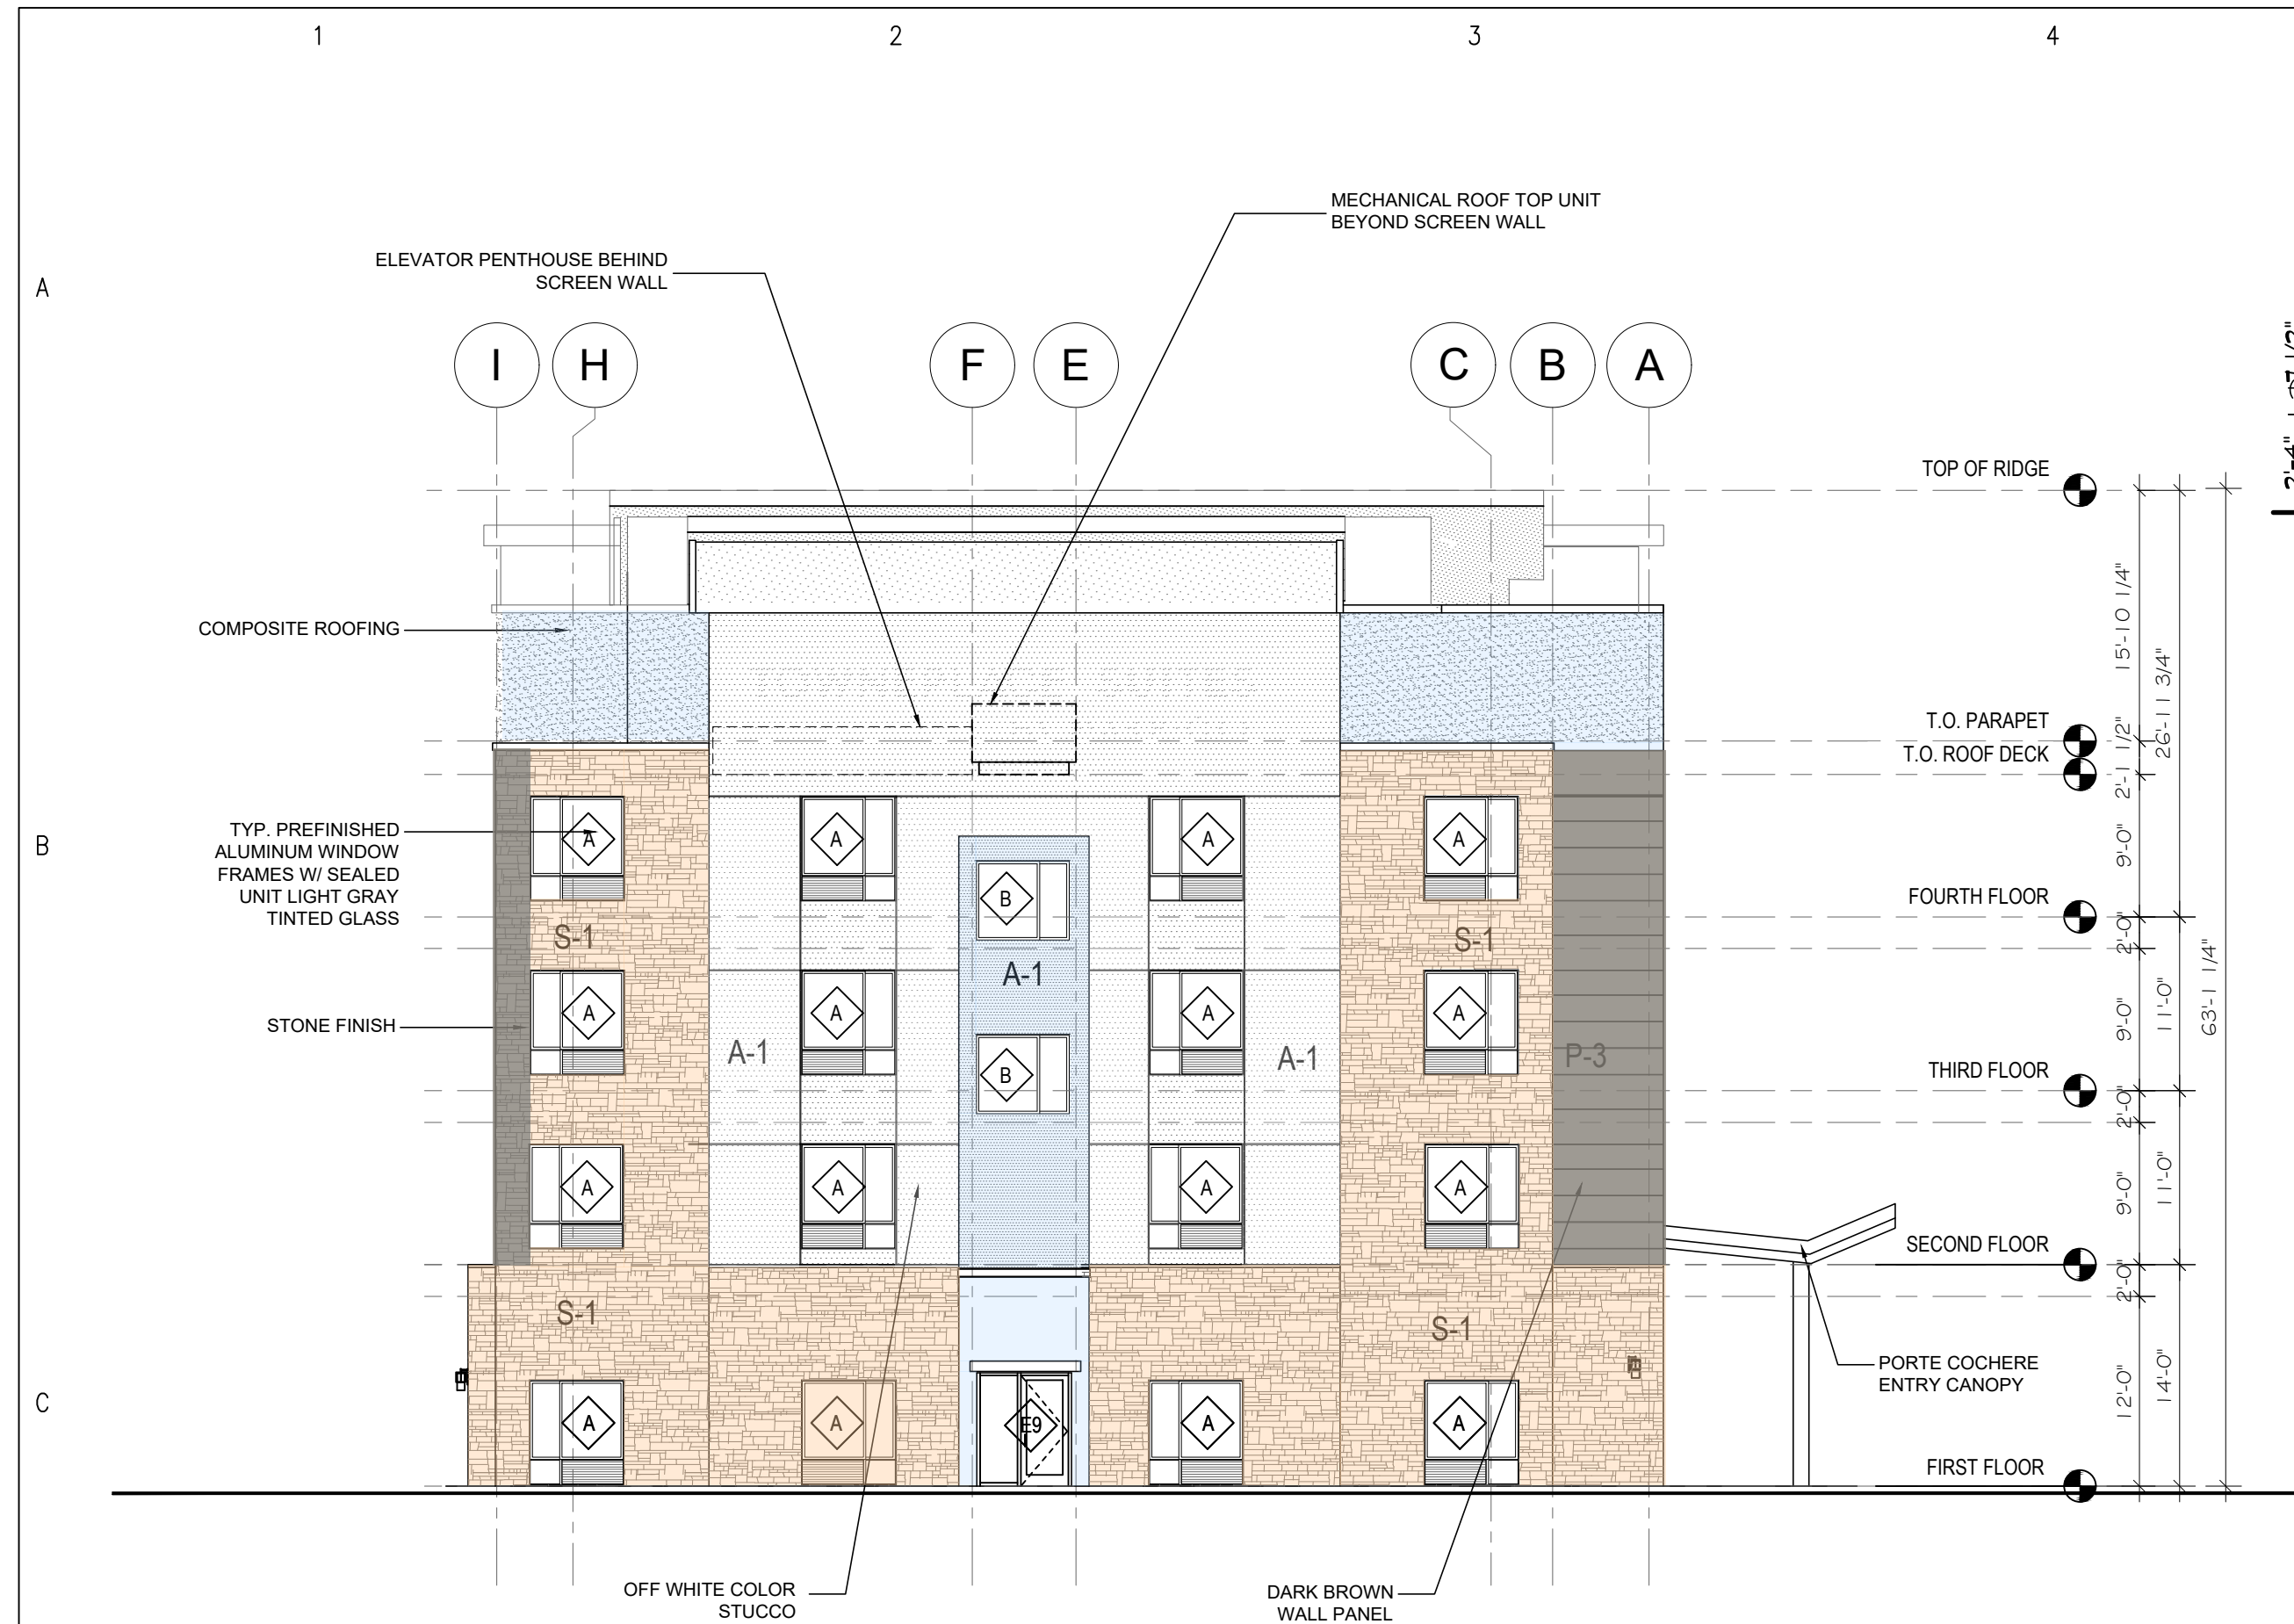 1 2 3 4
MECHANICAL ROOF TOP UNIT
BEYOND SCREEN WALL
ELEVATOR PENTHOUSE BEHIND
SCREEN WALL
A
I H F E C B A
TOP OF RIDGE
15'-10 1/4"
COMPOSITE ROOFING
26'-11 3/4"
T.O. PARAPET
2'-1 1/2"
T.O. ROOF DECK
B
TYP. PREFINISHED
ALUMINUM WINDOW
FRAMES W/ SEALED
UNIT LIGHT GRAY
TINTED GLASS
A A A A
9'-0"
B
FOURTH FLOOR
2'-0"
S-1 S-1
A-1
63'-1 1/4"
STONE FINISH
A A A A
9'-0" 11'-0"
A-1 A-1 P-3
B
THIRD FLOOR
2'-0"
A A A A
9'-0" 11'-0"
SECOND FLOOR
2'-0"
S-1 S-1
PORTE COCHERE
ENTRY CANOPY
12'-0" 14'-0"
C
A A E9 A A
FIRST FLOOR
OFF WHITE COLOR
STUCCO
DARK BROWN
WALL PANEL
2'-4"